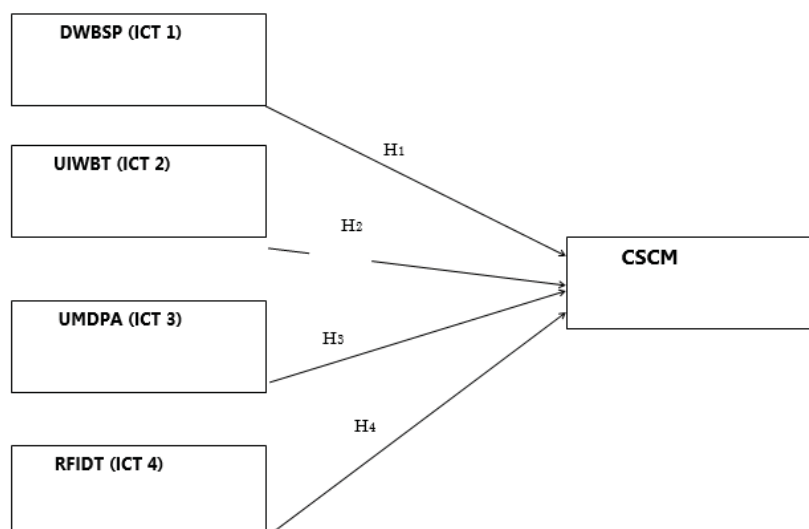 DWBSP (ICT 1)
H1
UIWBT (ICT 2)
H2
CSCM
UMDPA (ICT 3)
H3
H4
RFIDT (ICT 4)